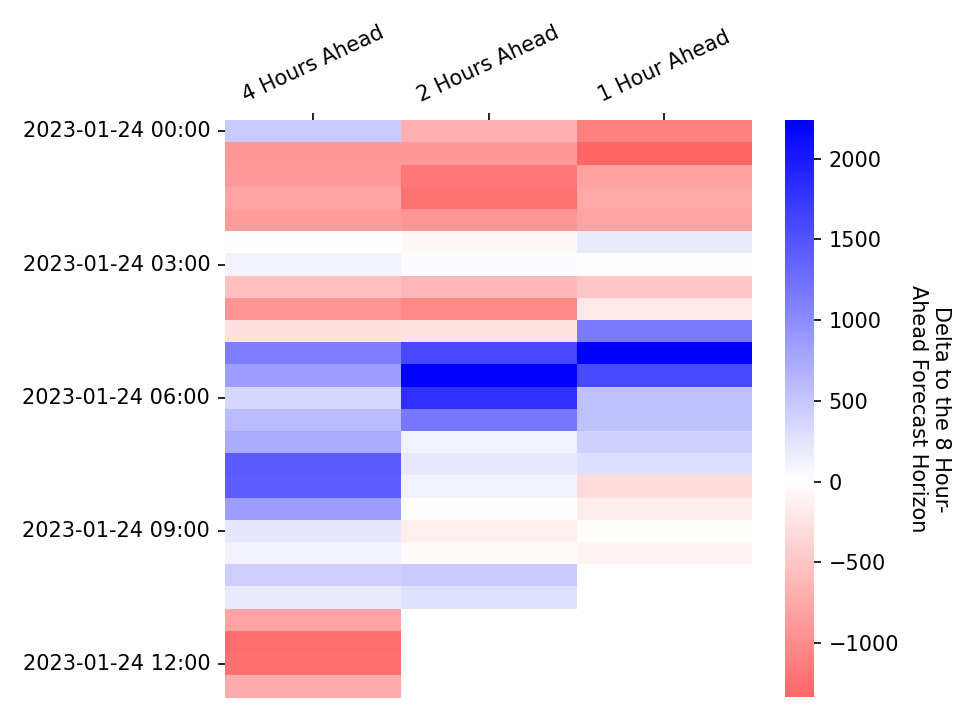 4 Hours Ahead
2 Hours Ahead
1 Hour Ahead
2023-01-24 00:00
2023-01-24 03:00
2023-01-24 06:00
2023-01-24 09:00
2023-01-24 12:00
2000
1500
1000
500
0
−500
−1000
Delta to the 8 Hour-
Ahead Forecast Horizon